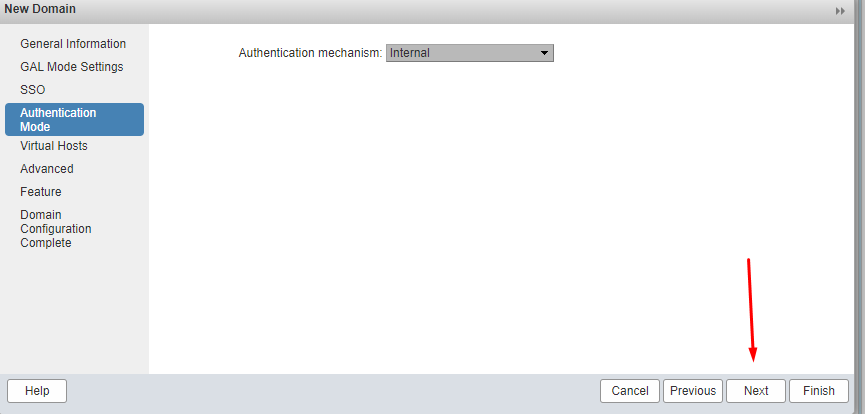 New Domain
General Information
GAL Mode Settings
SSO
Authentication
Mode
Virtual Hosts
Advanced
Feature
Domain
Configuration
Complete
Authentication mechanism: Internal
Help
Cancel Previous Next Finish